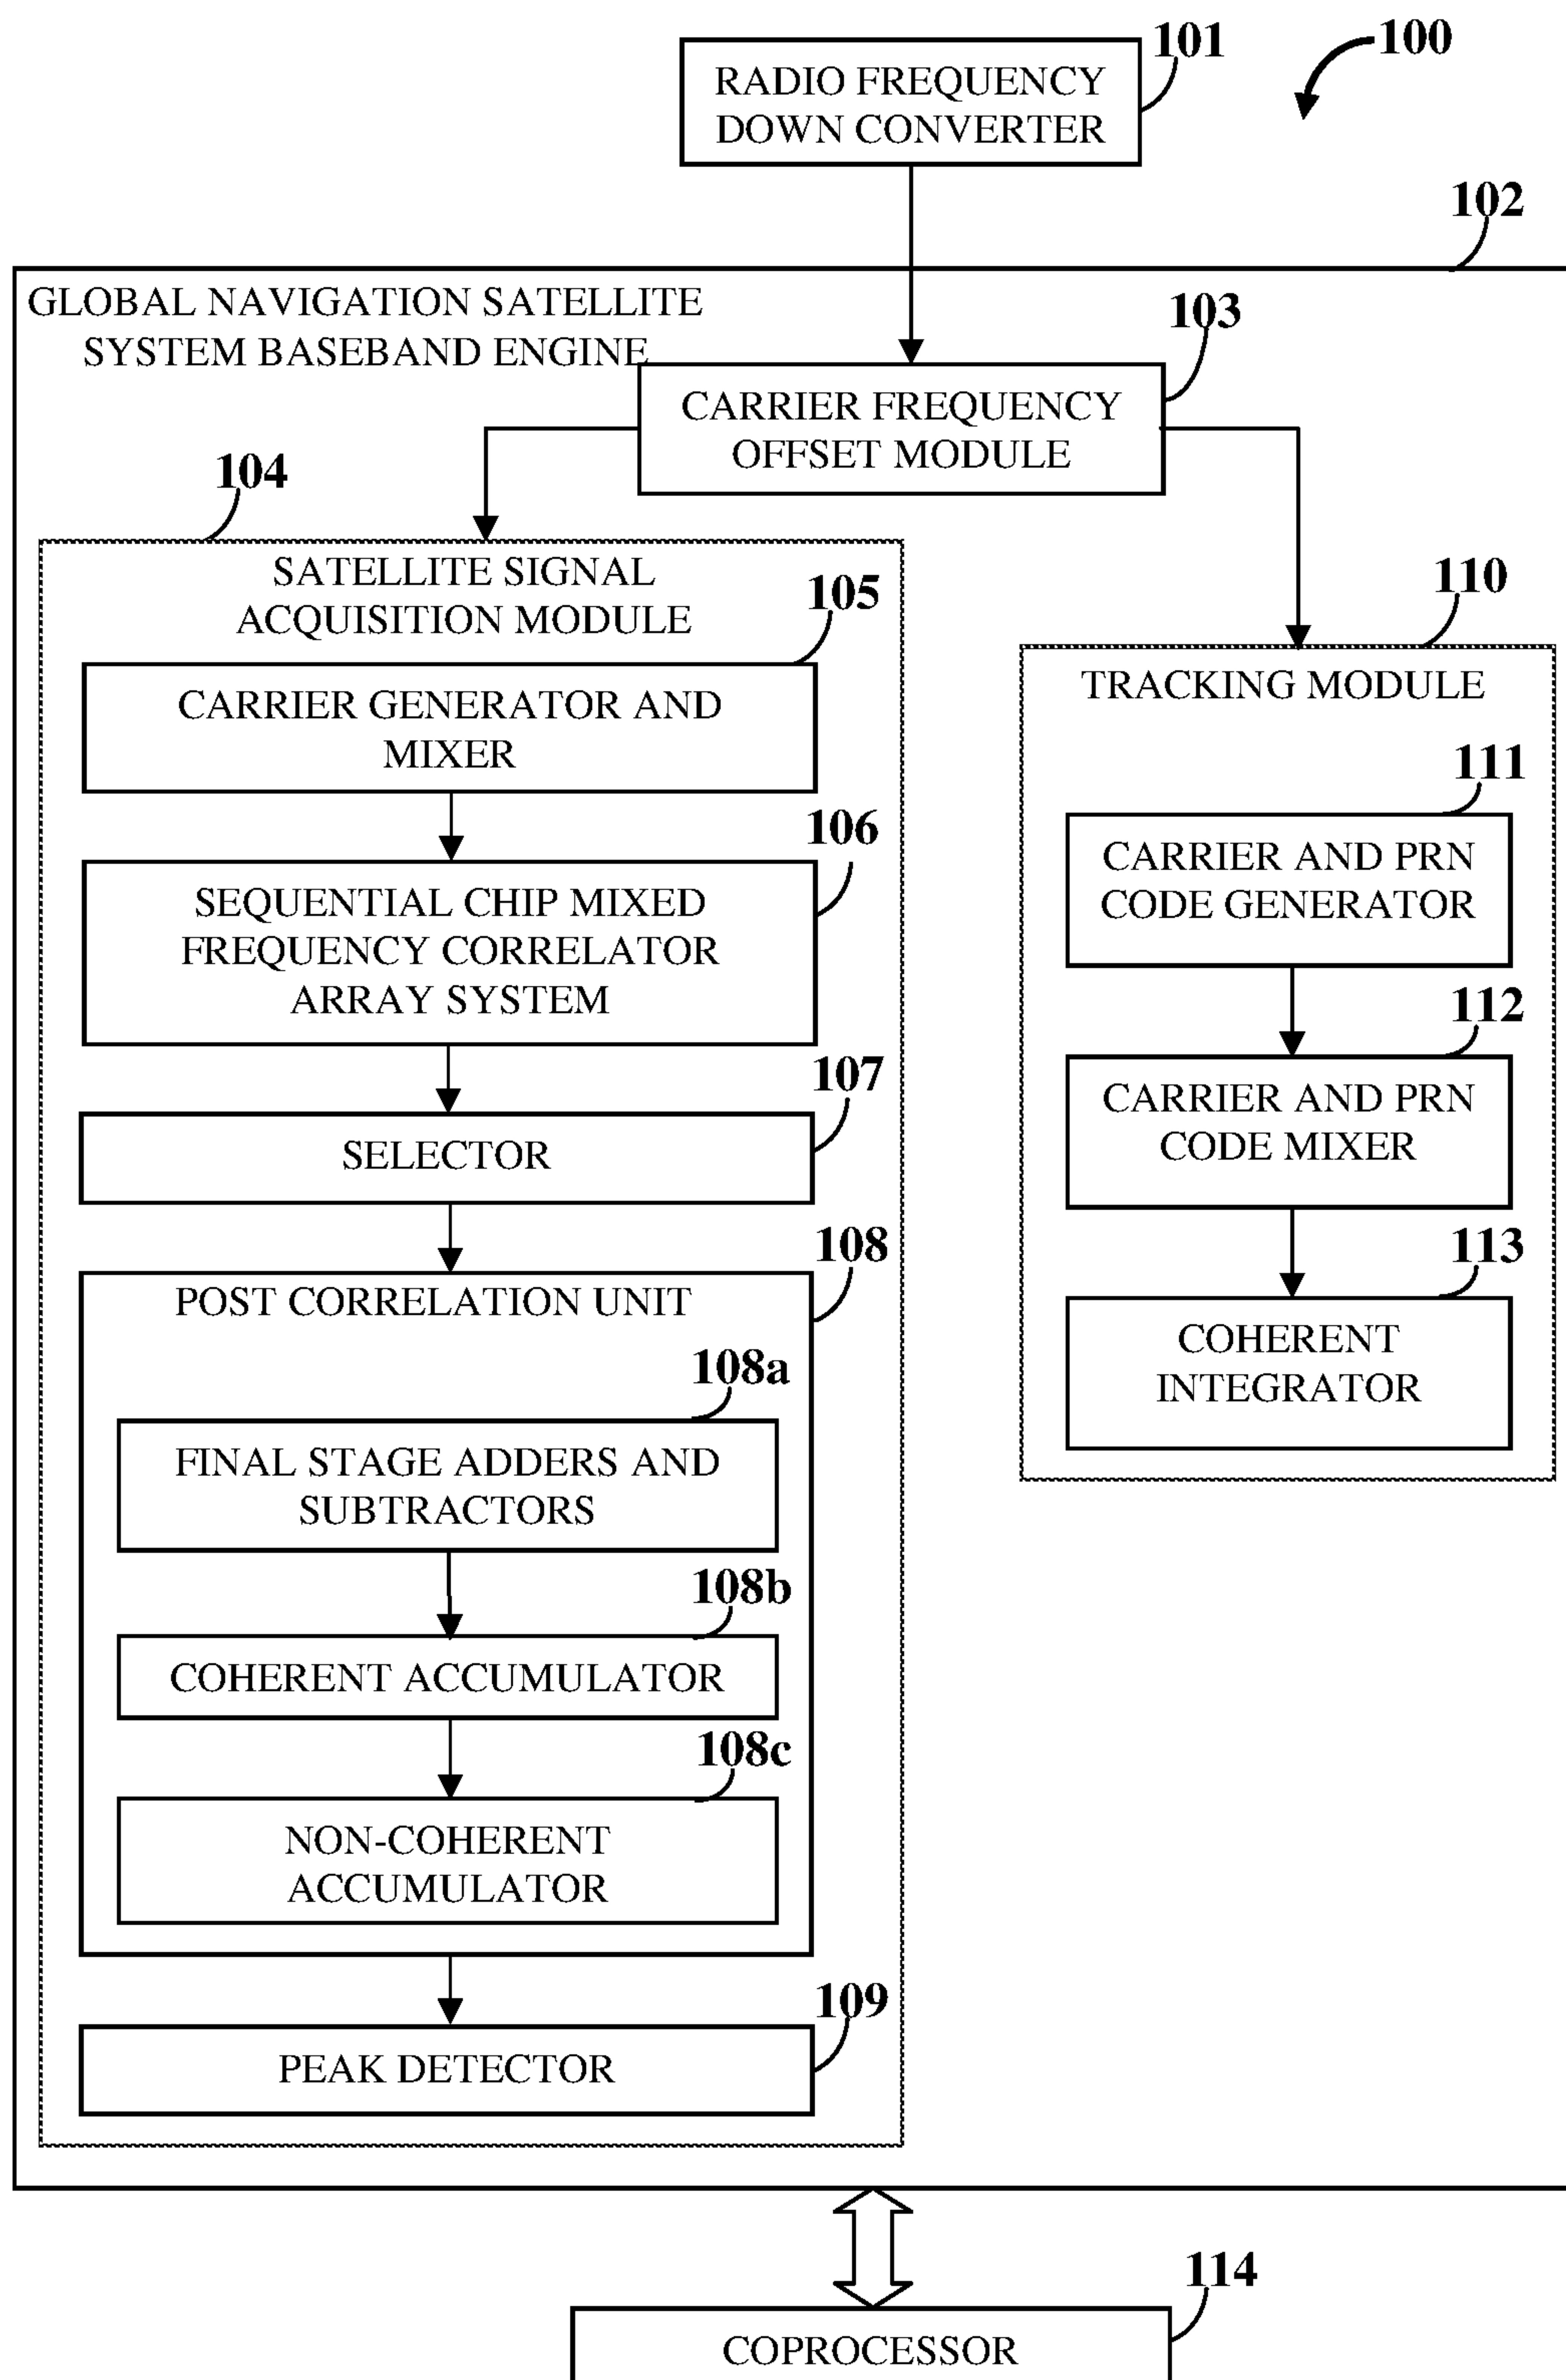 101
100
RADIO FREQUENCY
DOWN CONVERTER
102
GLOBAL NAVIGATION SATELLITE
SYSTEM BASEBAND ENGINE
103
CARRIER FREQUENCY
OFFSET MODULE
104
SATELLITE SIGNAL
ACQUISITION MODULE
105
CARRIER GENERATOR AND
MIXER
106
SEQUENTIAL CHIP MIXED
FREQUENCY CORRELATOR
ARRAY SYSTEM
107
SELECTOR
108
POST CORRELATION UNIT
108a
FINAL STAGE ADDERS AND
SUBTRACTORS
108b
COHERENT ACCUMULATOR
108c
NON-COHERENT
ACCUMULATOR
109
PEAK DETECTOR
110
TRACKING MODULE
111
CARRIER AND PRN
CODE GENERATOR
112
CARRIER AND PRN
CODE MIXER
113
COHERENT
INTEGRATOR
114
COPROCESSOR